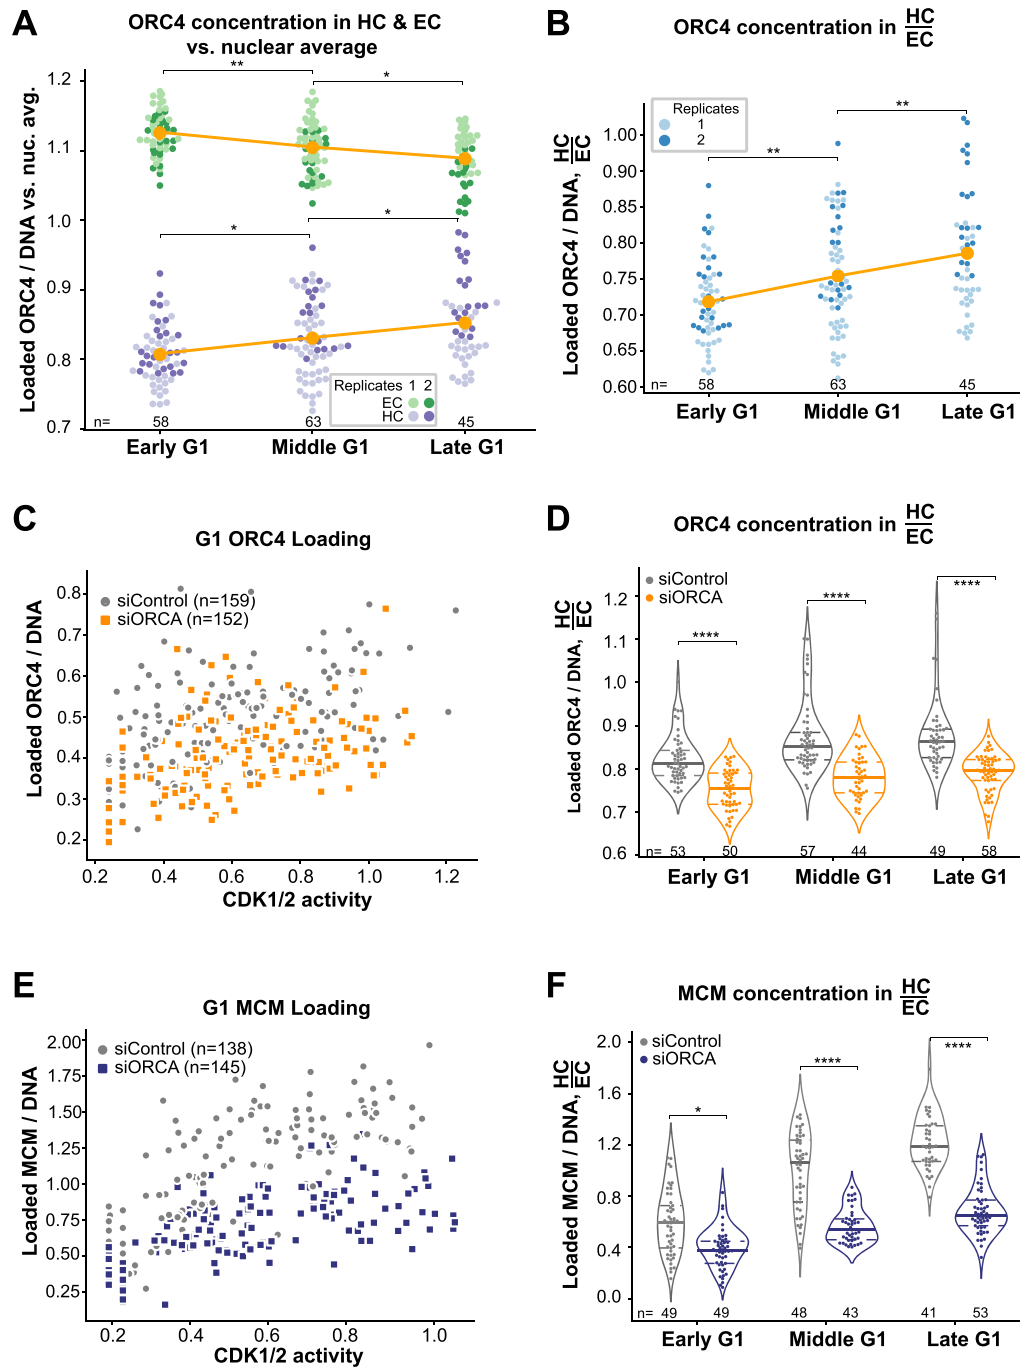 A
ORC4 concentration in HC & EC
vs. nuclear average
Loaded ORC4 / DNA vs. nuc. avg.
1.2
1.1
1.0
0.9
0.8
0.7
**
*
*
*
Replicates 1 2
EC
HC
n=
58
63
45
Early G1
Middle G1
Late G1
B
ORC4 concentration in HC
EC
Loaded ORC4 / DNA, HC
EC
1.00
0.90
0.85
0.80
0.75
0.70
0.65
0.60
Replicates
1
2
**
**
n=
58
63
45
Early G1
Middle G1
Late G1
C
G1 ORC4 Loading
Loaded ORC4 / DNA
0.8
0.7
0.6
0.5
0.4
0.3
0.2
siControl (n=159)
siORCA (n=152)
0.2
0.4
0.6
0.8
1.0
1.2
CDK1/2 activity
D
ORC4 concentration in HC
EC
Loaded ORC4 / DNA, HC
EC
1.2
1.1
1.0
0.9
0.8
0.7
0.6
siControl
siORCA
****
****
****
n=
53
50
57
44
49
58
Early G1
Middle G1
Late G1
E
G1 MCM Loading
Loaded MCM / DNA
2.00
1.75
1.50
1.25
1.00
0.75
0.50
0.25
siControl (n=138)
siORCA (n=145)
0.2
0.4
0.6
0.8
1.0
CDK1/2 activity
F
MCM concentration in HC
EC
Loaded MCM / DNA, HC
EC
2.0
1.6
1.2
0.8
0.4
0.0
siControl
siORCA
*
****
****
n=
49
49
48
43
41
53
Early G1
Middle G1
Late G1